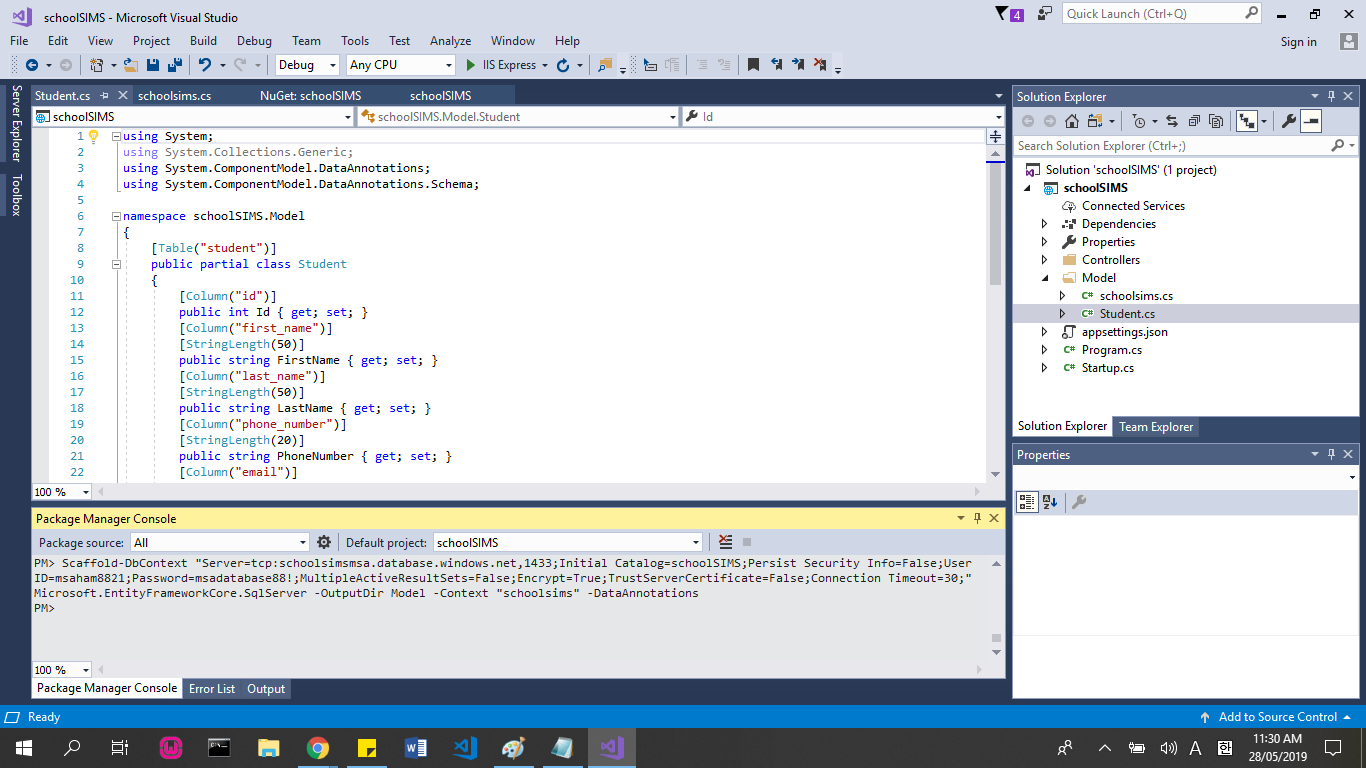 schoolSIMS - Microsoft Visual Studio
4
Quick Launch (Ctrl+Q)
File Edit View Project Build Debug Team Tools Test Analyze Window Help
Sign in
Debug Any CPU IIS Express
Server Explorer
Toolbox
Student.cs schoolsims.cs NuGet: schoolSIMS schoolSIMS
schoolSIMS schoolSIMS.Model.Student Id
1 using System;
2 using System.Collections.Generic;
3 using System.ComponentModel.DataAnnotations;
4 using System.ComponentModel.DataAnnotations.Schema;
5
6 namespace schoolSIMS.Model
7 {
8 [Table("student")]
9 public partial class Student
10 {
11 [Column("id")]
12 public int Id { get; set; }
13 [Column("first_name")]
14 [StringLength(50)]
15 public string FirstName { get; set; }
16 [Column("last_name")]
17 [StringLength(50)]
18 public string LastName { get; set; }
19 [Column("phone_number")]
20 [StringLength(20)]
21 public string PhoneNumber { get; set; }
22 [Column("email")]
100 %
Package Manager Console
Package source: All Default project: schoolSIMS
PM> Scaffold-DbContext "Server=tcp:schoolsimsmsa.database.windows.net,1433;Initial Catalog=schoolSIMS;Persist Security Info=False;User
ID=msaham8821;Password=msadatabase88!;MultipleActiveResultSets=False;Encrypt=True;TrustServerCertificate=False;Connection Timeout=30;"
Microsoft.EntityFrameworkCore.SqlServer -OutputDir Model -Context "schoolsims" -DataAnnotations
PM>
100 %
Package Manager Console Error List Output
Solution Explorer
Search Solution Explorer (Ctrl+;)
Solution 'schoolSIMS' (1 project)
schoolSIMS
Connected Services
Dependencies
Properties
Controllers
Model
C# schoolsims.cs
C# Student.cs
appsettings.json
C# Program.cs
C# Startup.cs
Solution Explorer Team Explorer
Properties
Ready
Add to Source Control
A 한
11:30 AM
28/05/2019